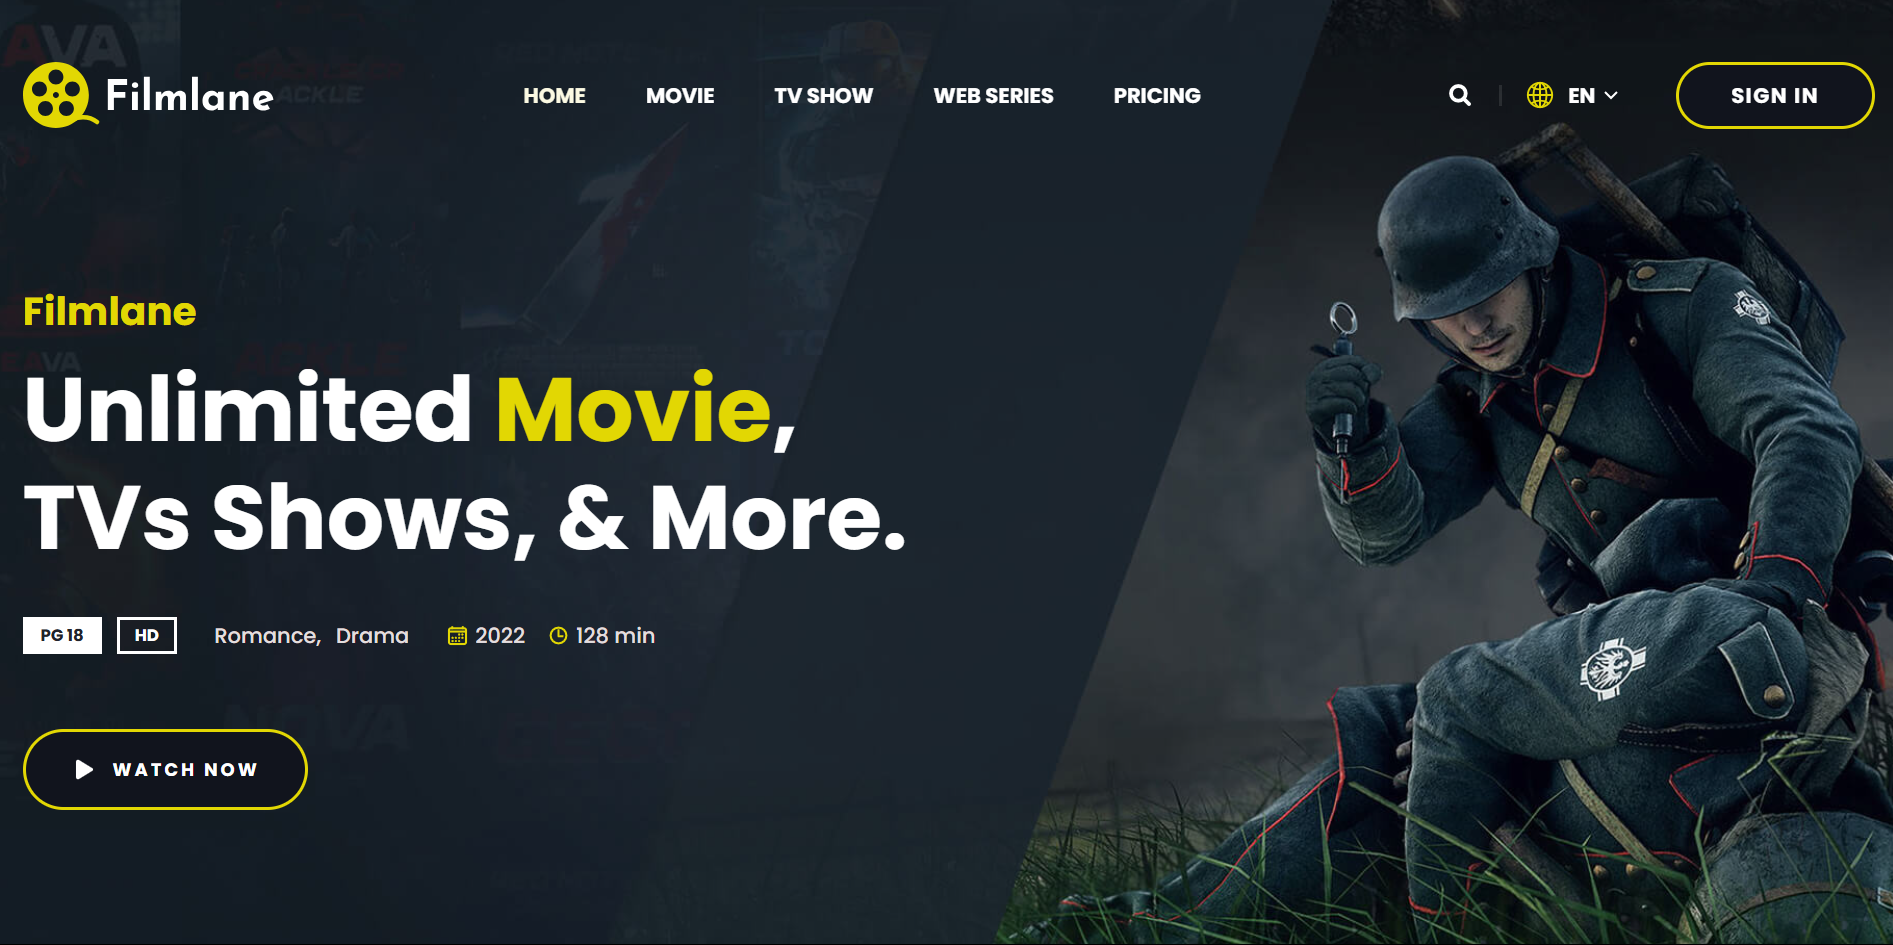 Filmlane
HOME MOVIE TV SHOW WEB SERIES PRICING
EN
SIGN IN
Filmlane
Unlimited Movie,
TVs Shows, & More.
PG 18 HD Romance, Drama 2022 128 min
WATCH NOW